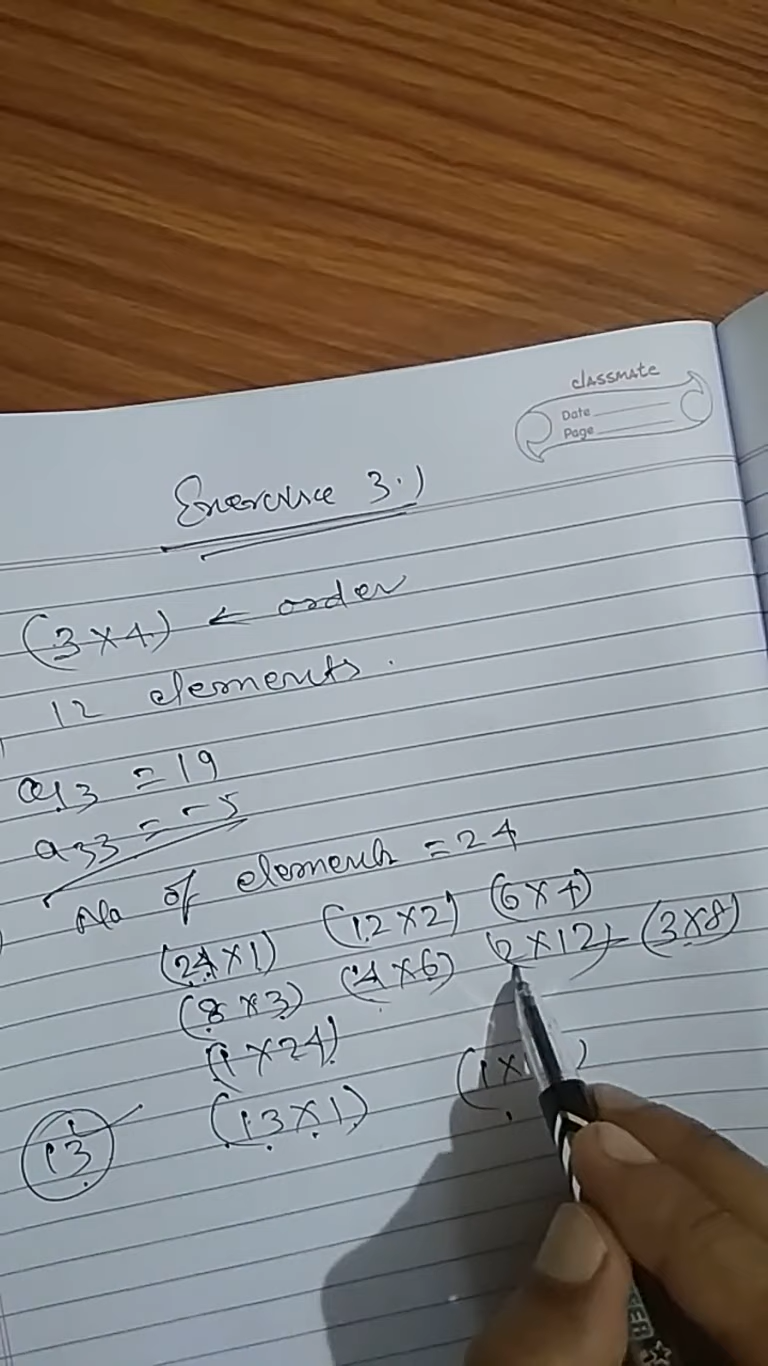 classmate
Date
Page
Exercise 3.1
(3 × 4) ← order
12 elements.
a13 = 19
a33 = -5
No of elements = 24
(24 × 1) (12 × 2) (6 × 4)
(8 × 3) (4 × 6) (2 × 12) (3 × 8)
(1 × 24)
13 (13 × 1) (1 × )